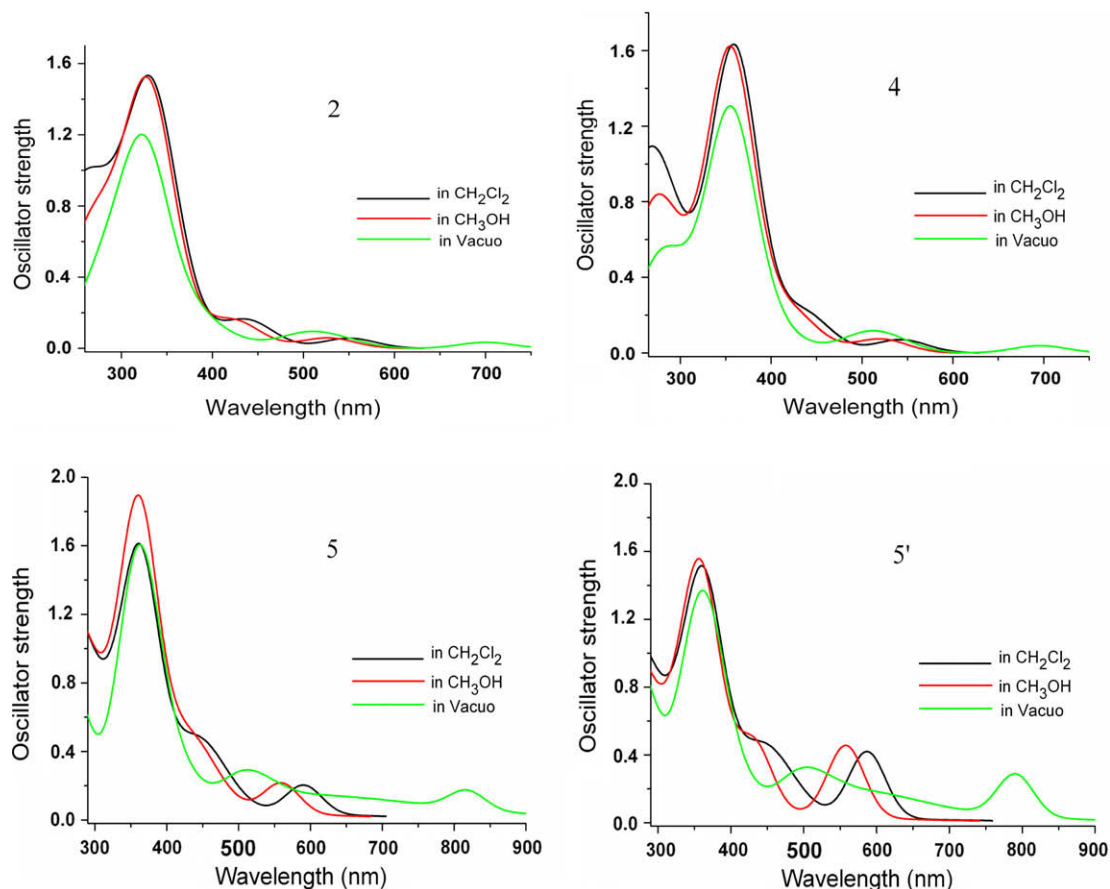 2
1.6
1.2
0.8
0.4
0.0
Oscillator strength
in CH2Cl2
in CH3OH
in Vacuo
300 400 500 600 700
Wavelength (nm)
4
1.6
1.2
0.8
0.4
0.0
Oscillator strength
in CH2Cl2
in CH3OH
in Vacuo
300 400 500 600 700
Wavelength (nm)
5
2.0
1.6
1.2
0.8
0.4
0.0
Oscillator strength
in CH2Cl2
in CH3OH
in Vacuo
300 400 500 600 700 800 900
Wavelength (nm)
5'
2.0
1.6
1.2
0.8
0.4
0.0
Oscillator strength
in CH2Cl2
in CH3OH
in Vacuo
300 400 500 600 700 800 900
Wavelength (nm)